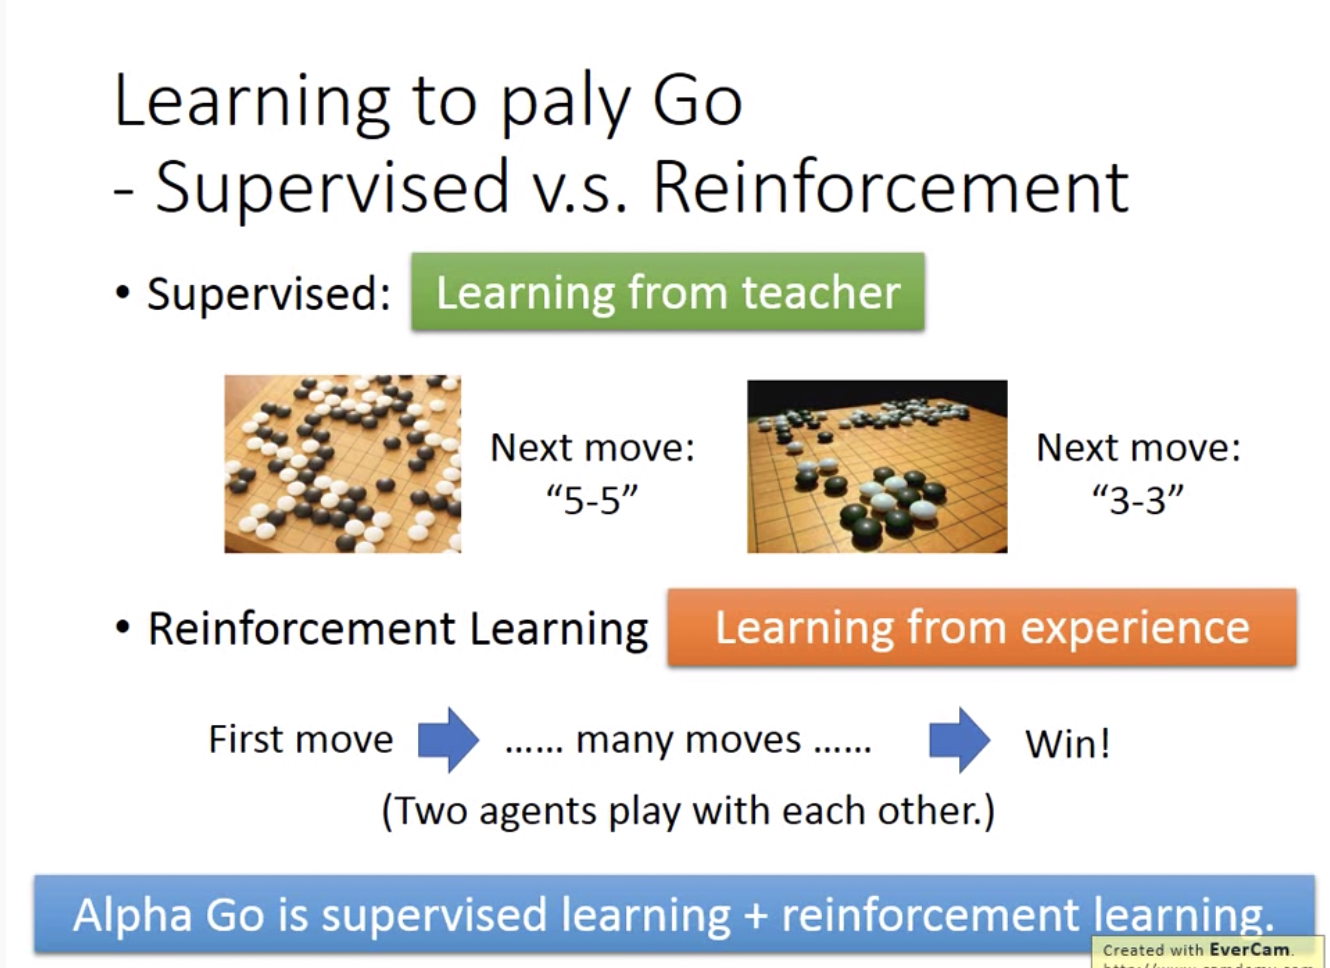 Learning to paly Go
- Supervised v.s. Reinforcement
• Supervised: Learning from teacher
Next move:
“5-5”
Next move:
“3-3”
• Reinforcement Learning Learning from experience
First move …… many moves …… Win!
(Two agents play with each other.)
Alpha Go is supervised learning + reinforcement learning.
Created with EverCam.